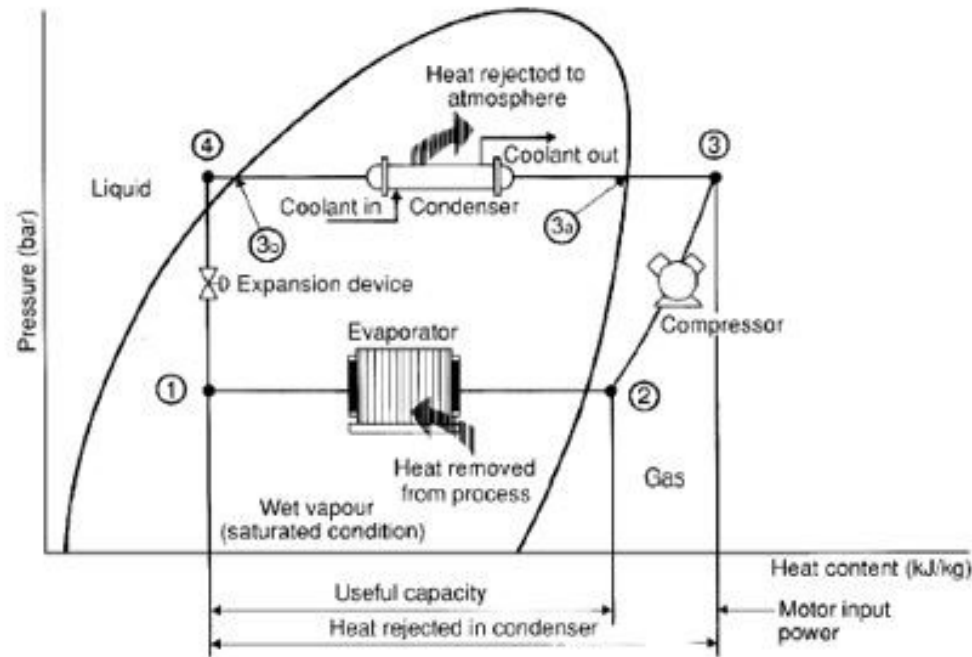 Heat rejected to
atmosphere
4
3
Coolant out
Liquid
Coolant in
Condenser
3b
3a
Pressure (bar)
Expansion device
Compressor
Evaporator
1
2
Heat removed
from process
Gas
Wet vapour
(saturated condition)
Heat content (kJ/kg)
Useful capacity
Motor input
power
Heat rejected in condenser